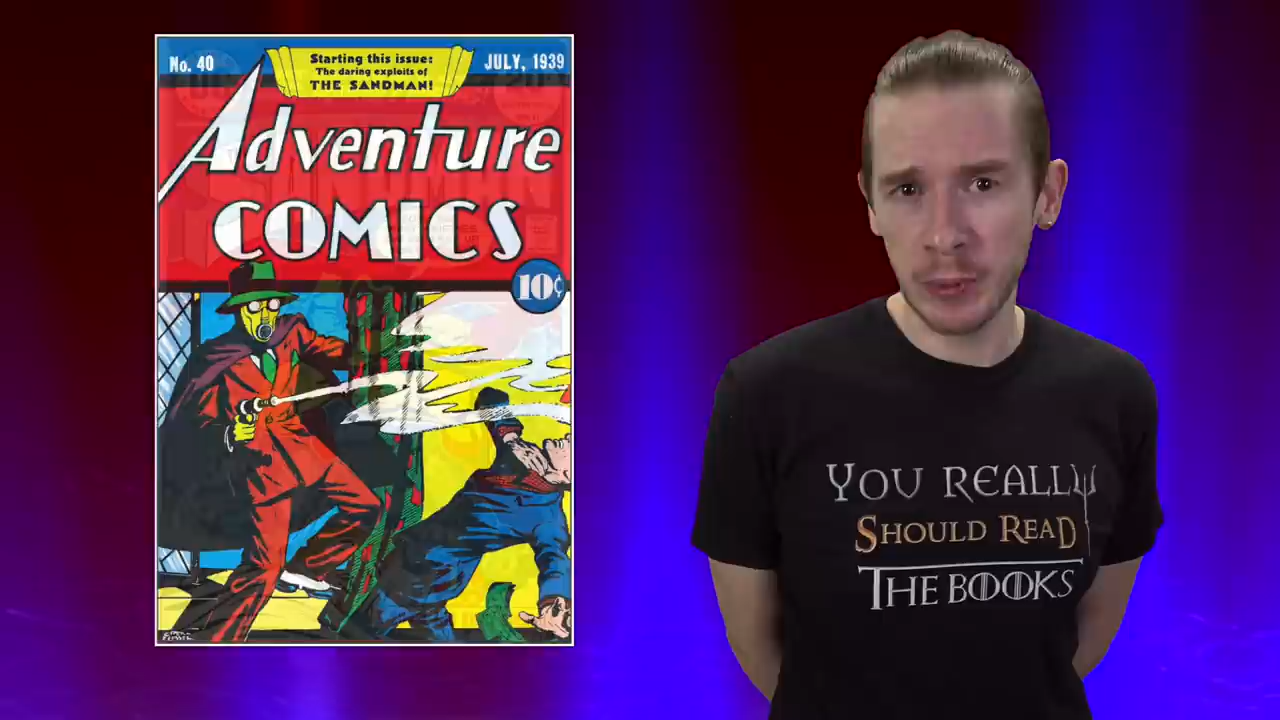 No. 40
Starting this issue:
The daring exploits of
THE SANDMAN!
JULY, 1939
Adventure
COMICS
10¢
YOU REALLY
SHOULD READ
THE BOOKS